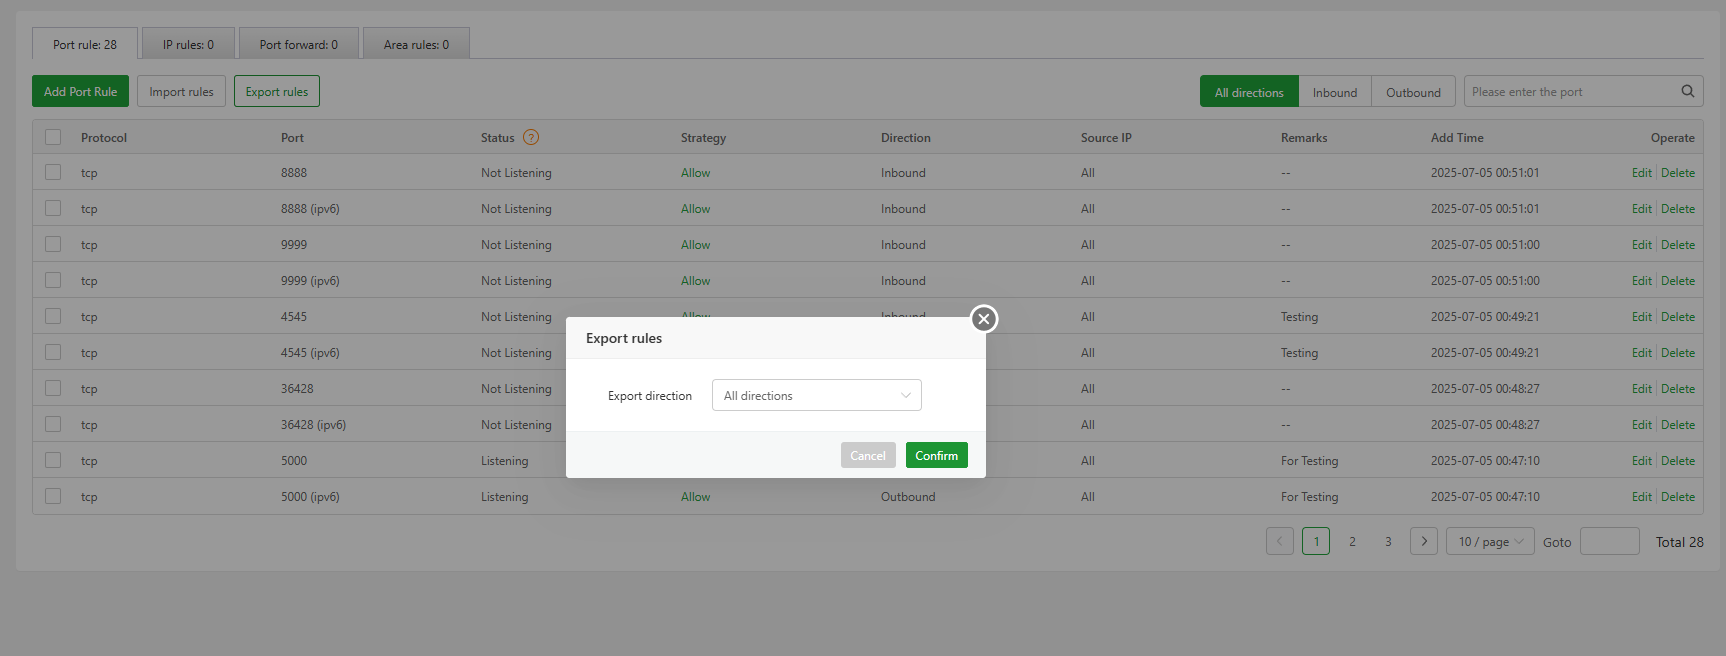 Port rule: 28 IP rules: 0 Port forward: 0 Area rules: 0
Add Port Rule Import rules Export rules All directions Inbound Outbound Please enter the port
Protocol Port Status ? Strategy Direction Source IP Remarks Add Time Operate
tcp 8888 Not Listening Allow Inbound All -- 2025-07-05 00:51:01 Edit Delete
tcp 8888 (ipv6) Not Listening Allow Inbound All -- 2025-07-05 00:51:01 Edit Delete
tcp 9999 Not Listening Allow Inbound All -- 2025-07-05 00:51:00 Edit Delete
tcp 9999 (ipv6) Not Listening Allow Inbound All -- 2025-07-05 00:51:00 Edit Delete
tcp 4545 Not Listening Allow Inbound All Testing 2025-07-05 00:49:21 Edit Delete
Export rules
tcp 4545 (ipv6) Not Listening All Testing 2025-07-05 00:49:21 Edit Delete
tcp 36428 Not Listening All -- 2025-07-05 00:48:27 Edit Delete
Export direction All directions
tcp 36428 (ipv6) Not Listening All -- 2025-07-05 00:48:27 Edit Delete
Cancel Confirm
tcp 5000 Listening All For Testing 2025-07-05 00:47:10 Edit Delete
tcp 5000 (ipv6) Listening Allow Outbound All For Testing 2025-07-05 00:47:10 Edit Delete
1 2 3 10 / page Goto Total 28